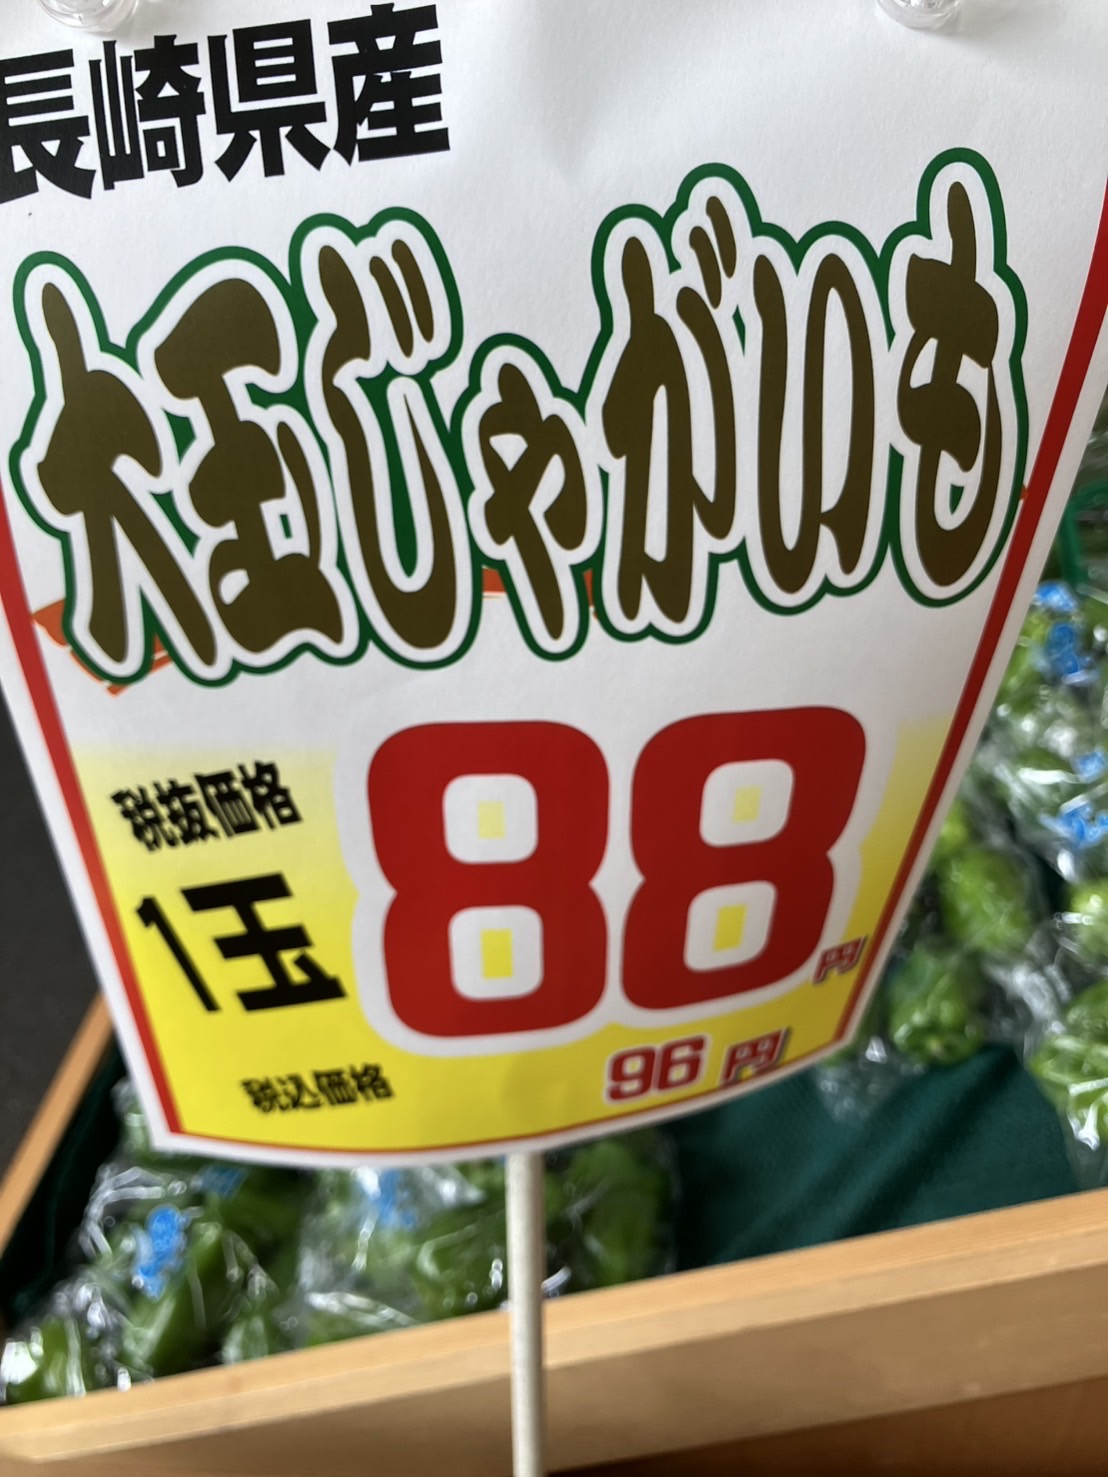 長崎県産
大玉じゃがいも
税抜価格
1玉
88円
税込価格
96円